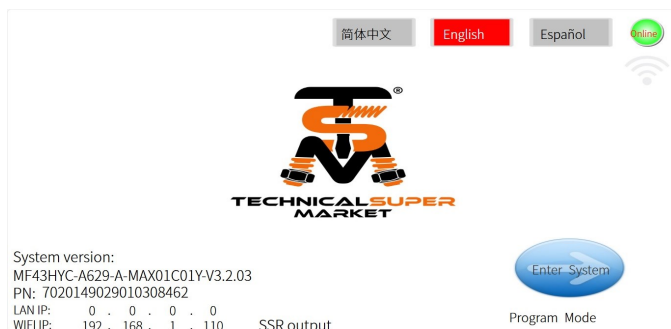 简体中文 English Español Online
®
TS
TECHNICALSUPER
MARKET
System version:
MF43HYC-A629-A-MAX01C01Y-V3.2.03
PN: 7020149029010308462
Enter System
LAN IP: 0 . 0 . 0 . 0
Program Mode
WIFI IP: 192 . 168 . 1 . 110 SSR output